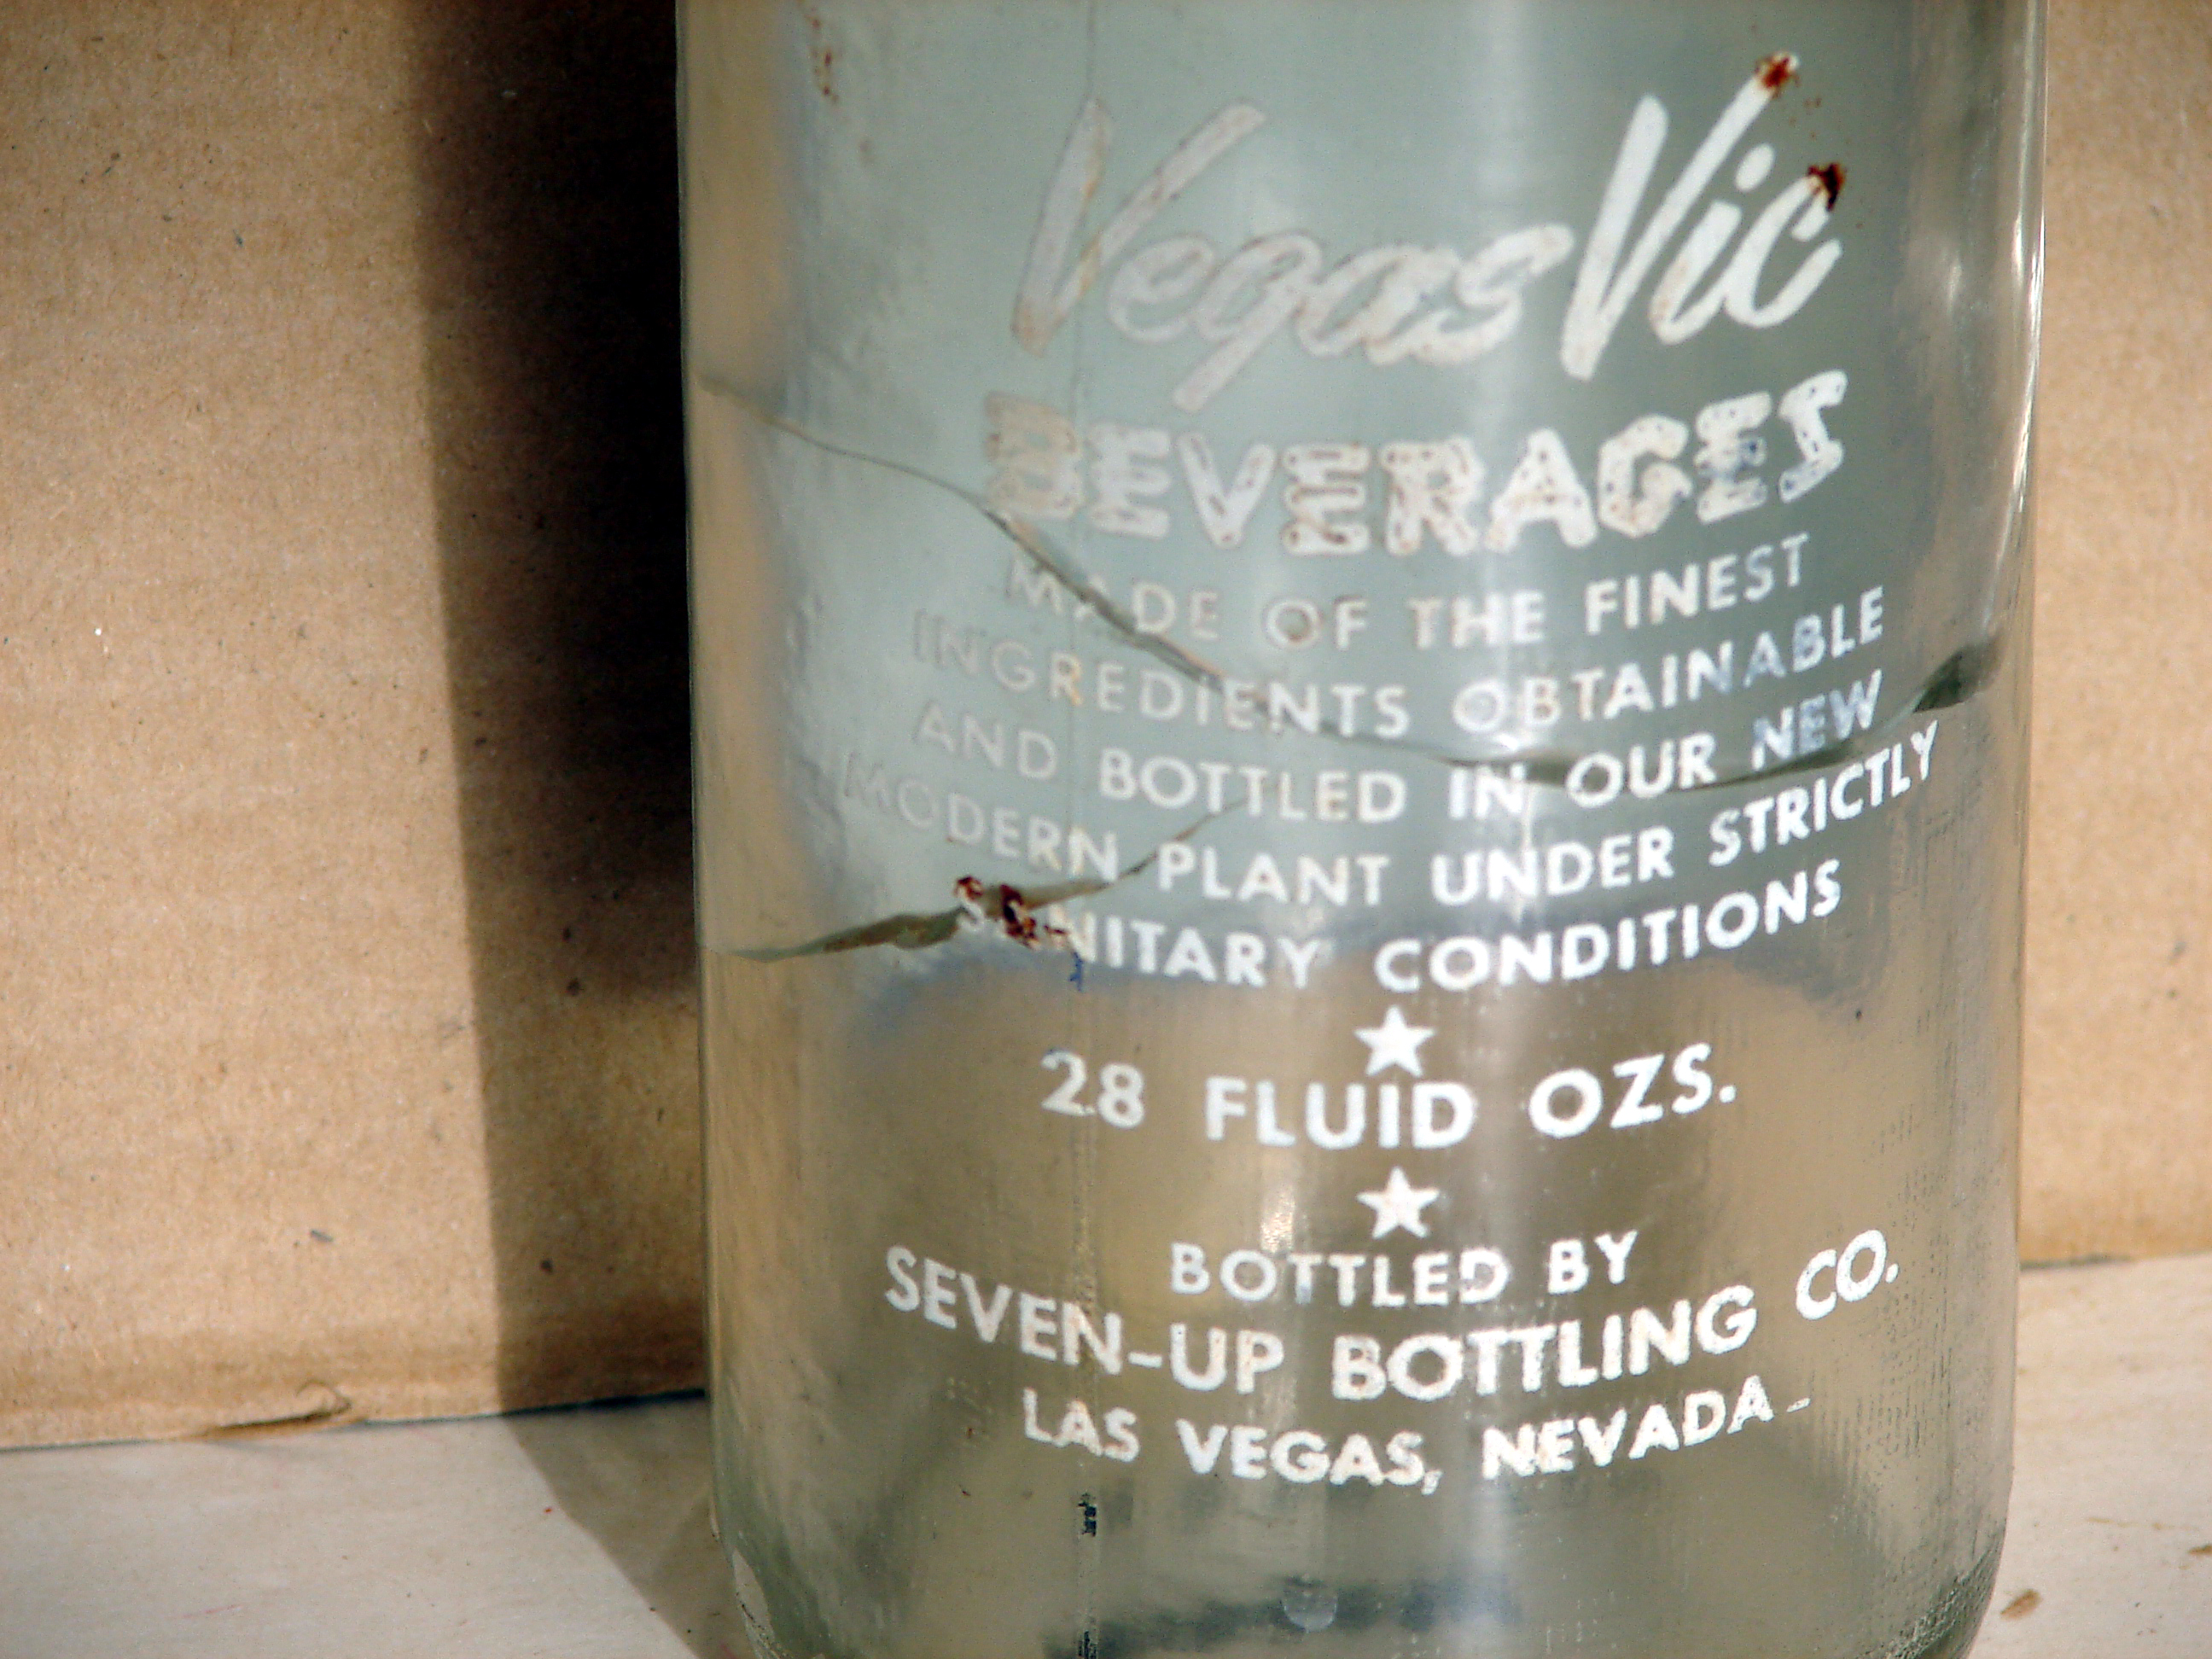 Vegas Vic
BEVERAGES
MADE OF THE FINEST
INGREDIENTS OBTAINABLE
AND BOTTLED IN OUR NEW
MODERN PLANT UNDER STRICTLY
SANITARY CONDITIONS
★
28 FLUID OZS.
★
BOTTLED BY
SEVEN-UP BOTTLING CO.
LAS VEGAS, NEVADA-